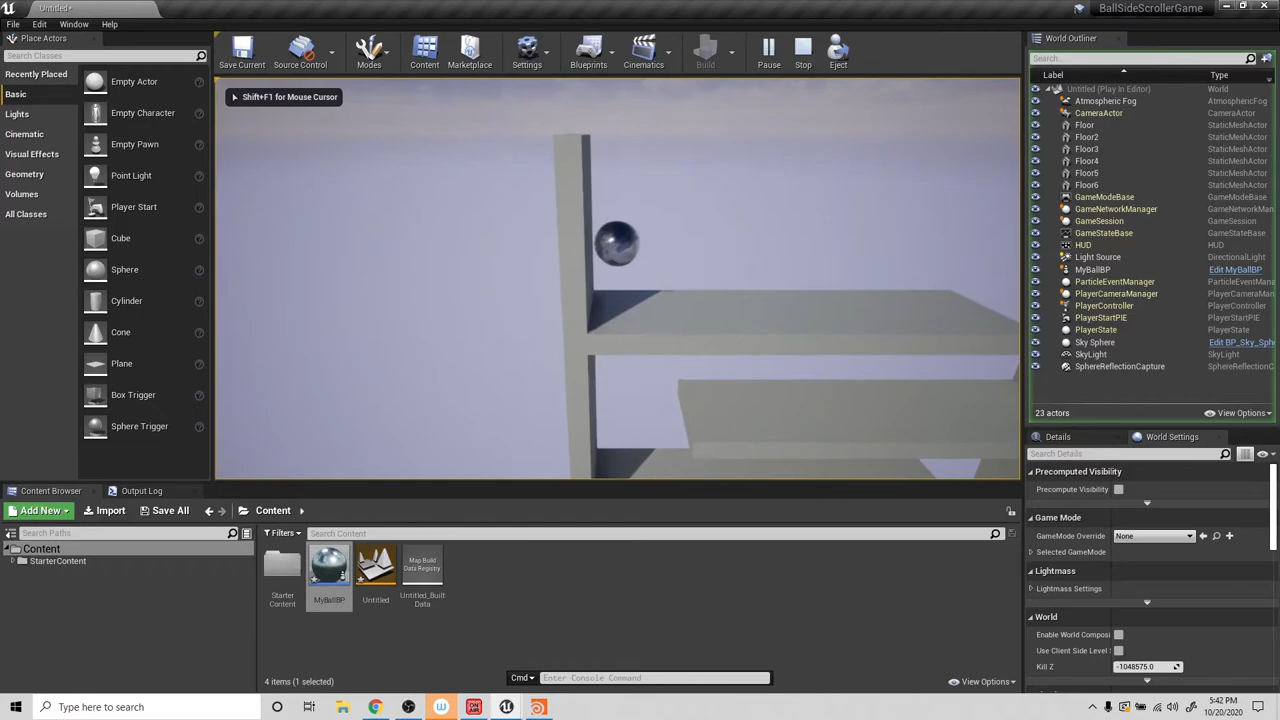 Untitled*
BallSideScrollerGame
File Edit Window Help
Place Actors
Search Classes
Recently Placed
Basic
Lights
Cinematic
Visual Effects
Geometry
Volumes
All Classes
Empty Actor
Empty Character
Empty Pawn
Point Light
Player Start
Cube
Sphere
Cylinder
Cone
Plane
Box Trigger
Sphere Trigger
Save Current Source Control Modes Content Marketplace Settings Blueprints Cinematics Build Pause Stop Eject
Shift+F1 for Mouse Cursor
World Outliner
Search...
Label Type
Untitled (Play In Editor) World
Atmospheric Fog AtmosphericFog
CameraActor CameraActor
Floor StaticMeshActor
Floor2 StaticMeshActor
Floor3 StaticMeshActor
Floor4 StaticMeshActor
Floor5 StaticMeshActor
Floor6 StaticMeshActor
GameModeBase GameModeBase
GameNetworkManager GameNetworkMan
GameSession GameSession
GameStateBase GameStateBase
HUD HUD
Light Source DirectionalLight
MyBallBP Edit MyBallBP
ParticleEventManager ParticleEventMana
PlayerCameraManager PlayerCameraMan
PlayerController PlayerController
PlayerStartPIE PlayerStartPIE
PlayerState PlayerState
Sky Sphere Edit BP_Sky_Sph
SkyLight SkyLight
SphereReflectionCapture SphereReflectionC
23 actors View Options
Details World Settings
Search Details
Precomputed Visibility
Precompute Visibility
Game Mode
GameMode Override None
Selected GameMode
Lightmass
Lightmass Settings
World
Enable World Composi
Use Client Side Level S
Kill Z -1048575.0
Content Browser Output Log
Add New Import Save All Content
Search Paths
Content
StarterContent
Filters Search Content
Starter
Content
MyBallBP
Untitled
Map Build
Data Registry
Untitled_Built
Data
4 items (1 selected) Cmd Enter Console Command View Options
Type here to search
5:42 PM
10/20/2020